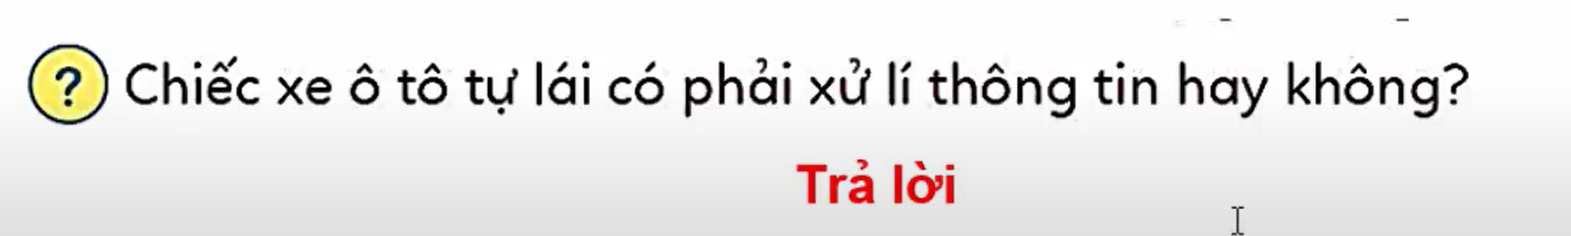 ? Chiếc xe ô tô tự lái có phải xử lí thông tin hay không?
Trả lời